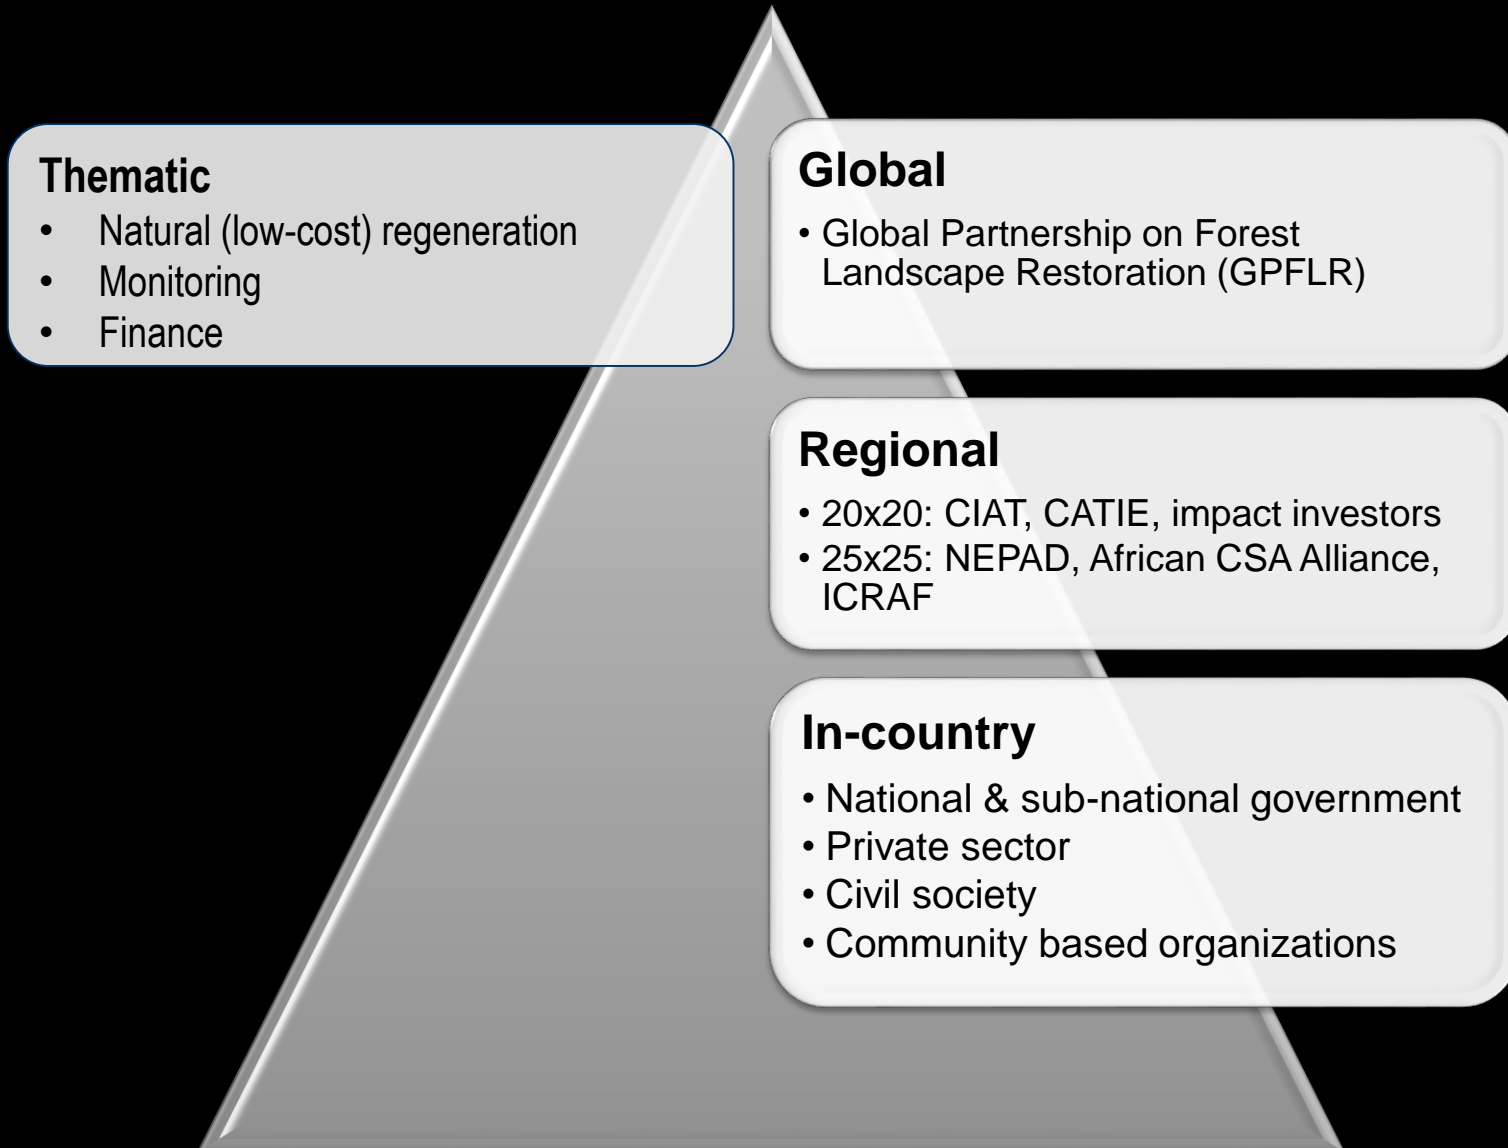 Thematic
• Natural (low-cost) regeneration
• Monitoring
• Finance
Global
• Global Partnership on Forest
Landscape Restoration (GPFLR)
Regional
• 20x20: CIAT, CATIE, impact investors
• 25x25: NEPAD, African CSA Alliance,
ICRAF
In-country
• National & sub-national government
• Private sector
• Civil society
• Community based organizations